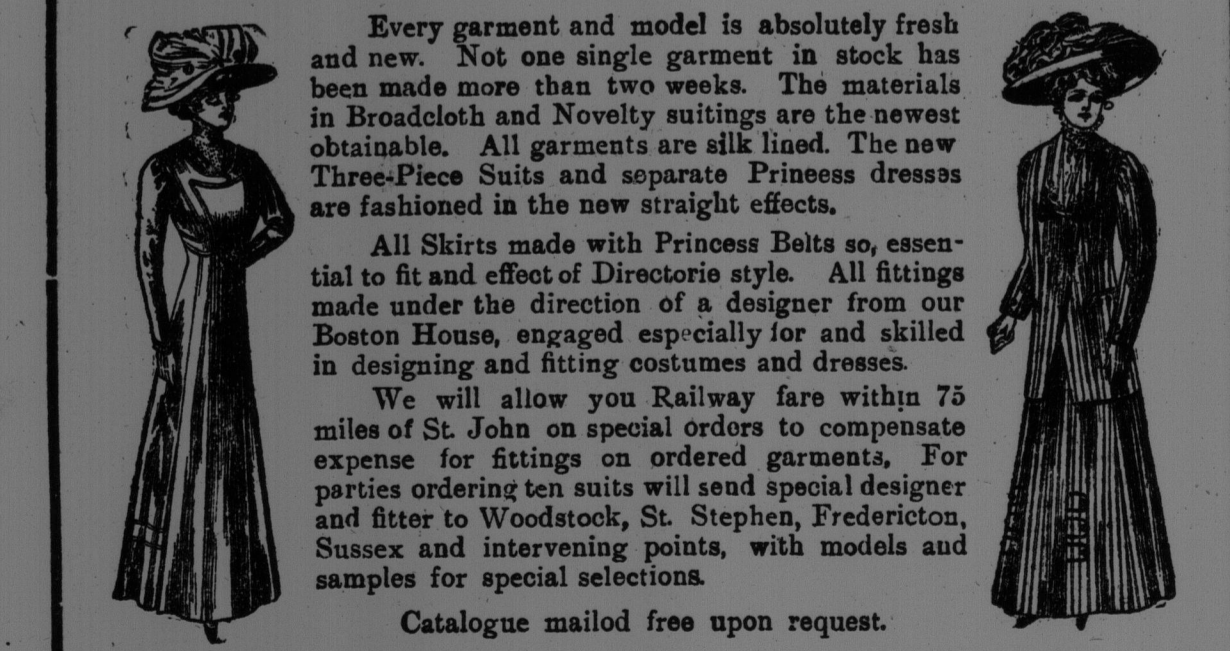 Every garment and model is absolutely fresh
and new. Not one single garment in stock has
been made more than two weeks. The materials
in Broadcloth and Novelty suitings are the newest
obtainable. All garments are silk lined. The new
Three-Piece Suits and separate Prineess dresses
are fashioned in the new straight effects.
All Skirts made with Princess Belts so, essen-
tial to fit and effect of Directorie style. All fittings
made under the direction of a designer from our
Boston House, engaged especially for and skilled
in designing and fitting costumes and dresses.
We will allow you Railway fare within 75
miles of St. John on special ordors to compensate
expense for fittings on ordered garments, For
parties ordering ten suits will send special designer
and fitter to Woodstock, St. Stephen, Fredericton,
Sussex and intervening points, with models and
samples for special selections.
Catalogue mailod free upon request.